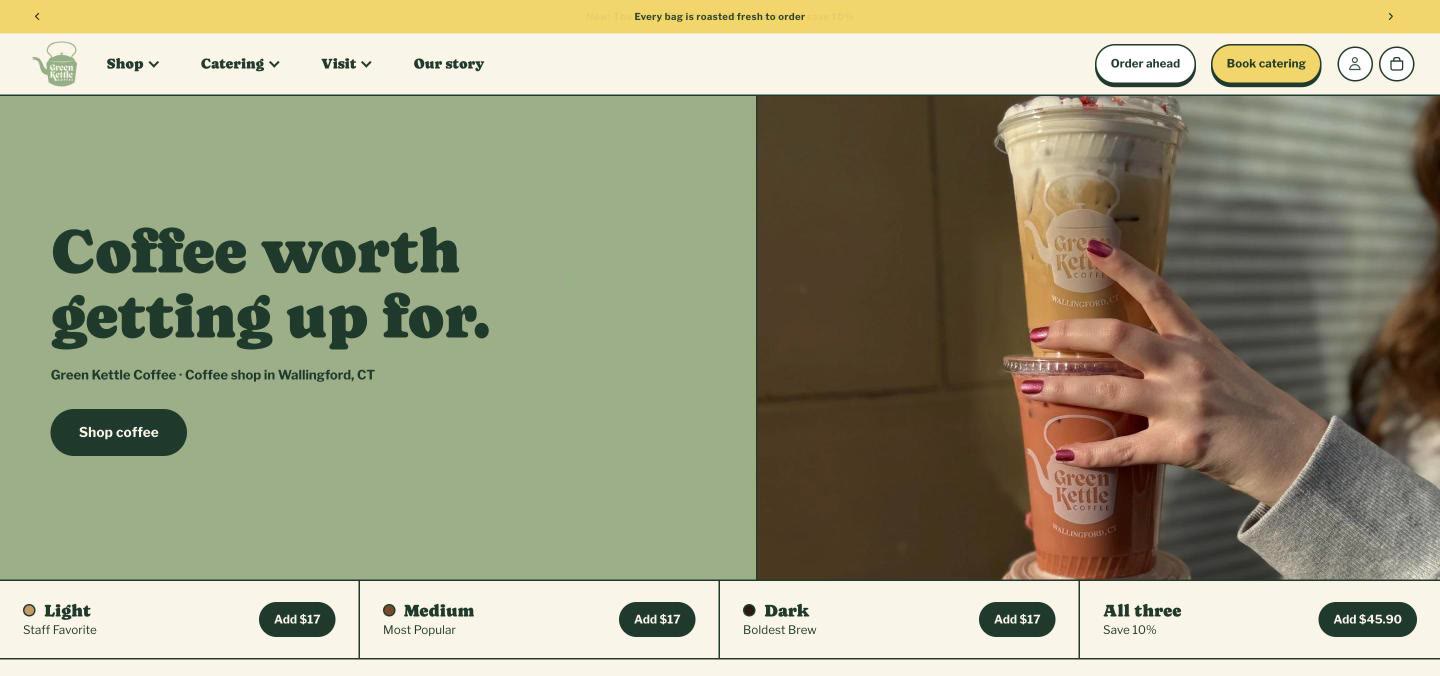 Every bag is roasted fresh to order
Green
Kettle
COFFEE
Shop
Catering
Visit
Our story
Order ahead
Book catering
Coffee worth
getting up for.
Green Kettle Coffee · Coffee shop in Wallingford, CT
Shop coffee
Green
Kettle
COFFEE
WALLINGFORD, CT
Green
Kettle
COFFEE
WALLINGFORD, CT
Light
Staff Favorite
Add $17
Medium
Most Popular
Add $17
Dark
Boldest Brew
Add $17
All three
Save 10%
Add $45.90